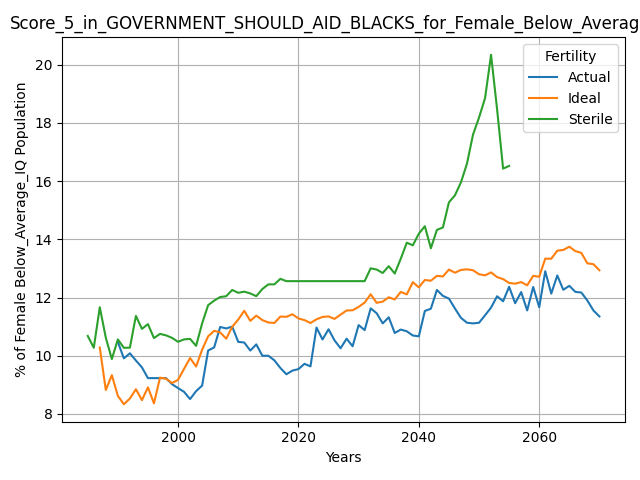 Score_5_in_GOVERNMENT_SHOULD_AID_BLACKS_for_Female_Below_Averag
Fertility
Actual
Ideal
Sterile
% of Female Below_Average_IQ Population
20
18
16
14
12
10
8
2000 2020 2040 2060
Years